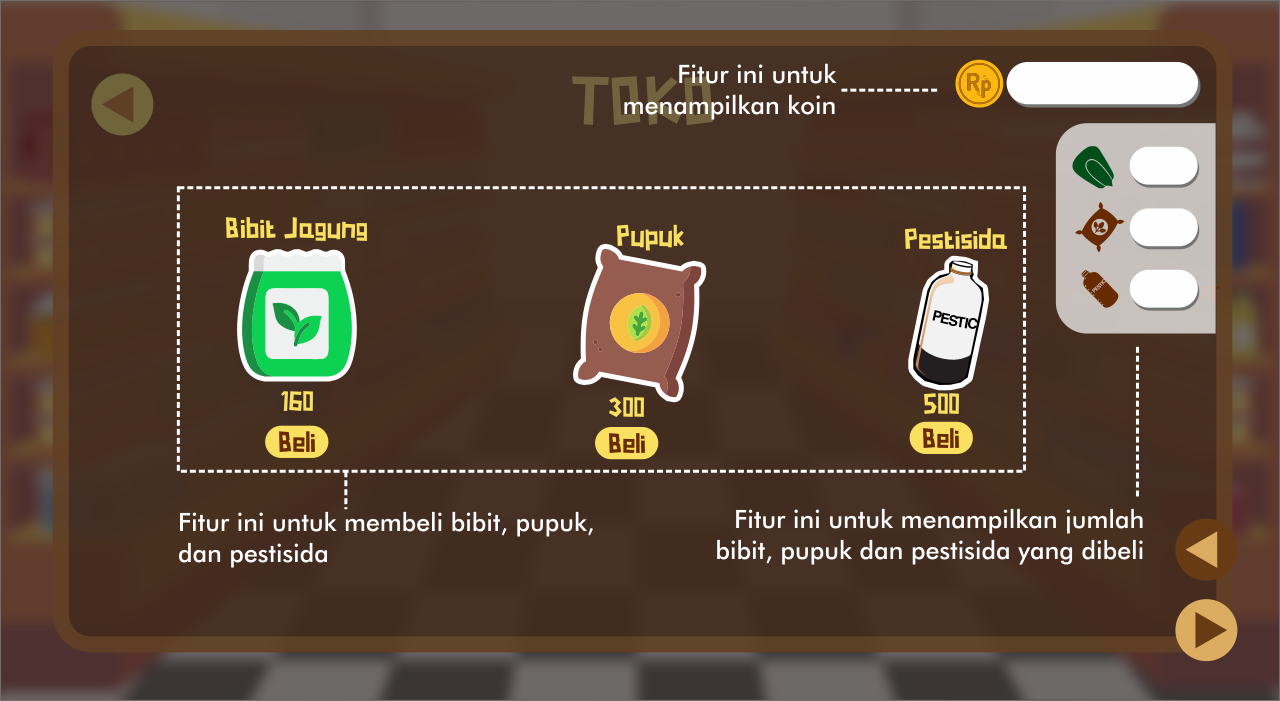 TOKO
Fitur ini untuk
menampilkan koin
Rp
Bibit Jagung
Pupuk
Pestisida
PESTIC
PESTIC
160
300
500
Beli
Beli
Beli
Fitur ini untuk membeli bibit, pupuk,
dan pestisida
Fitur ini untuk menampilkan jumlah
bibit, pupuk dan pestisida yang dibeli